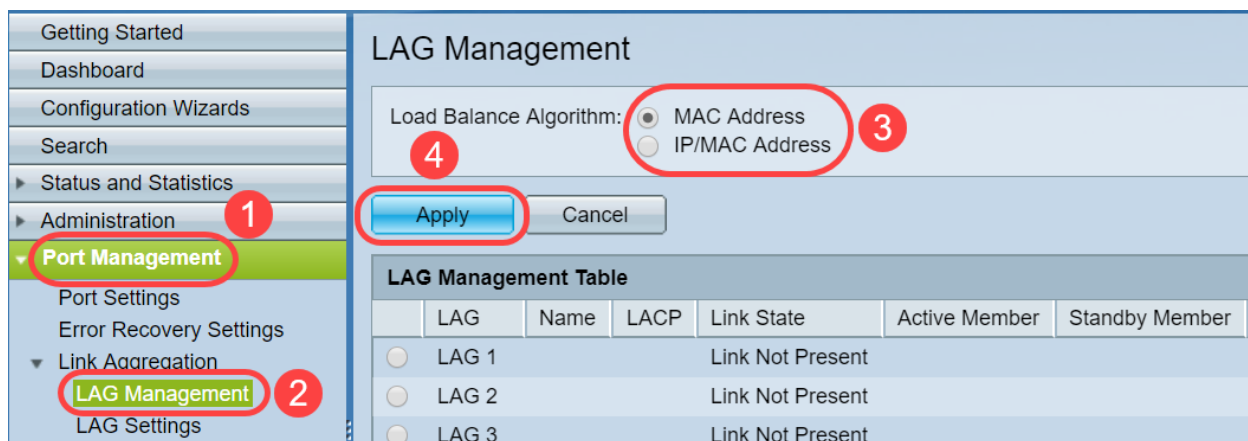 Getting Started
Dashboard
Configuration Wizards
Search
Status and Statistics
Administration
1
Port Management
Port Settings
Error Recovery Settings
Link Aggregation
LAG Management
2
LAG Settings
LAG Management
Load Balance Algorithm:
MAC Address
IP/MAC Address
3
4
Apply Cancel
LAG Management Table
LAG Name LACP Link State Active Member Standby Member
LAG 1 Link Not Present
LAG 2 Link Not Present
LAG 3 Link Not Present